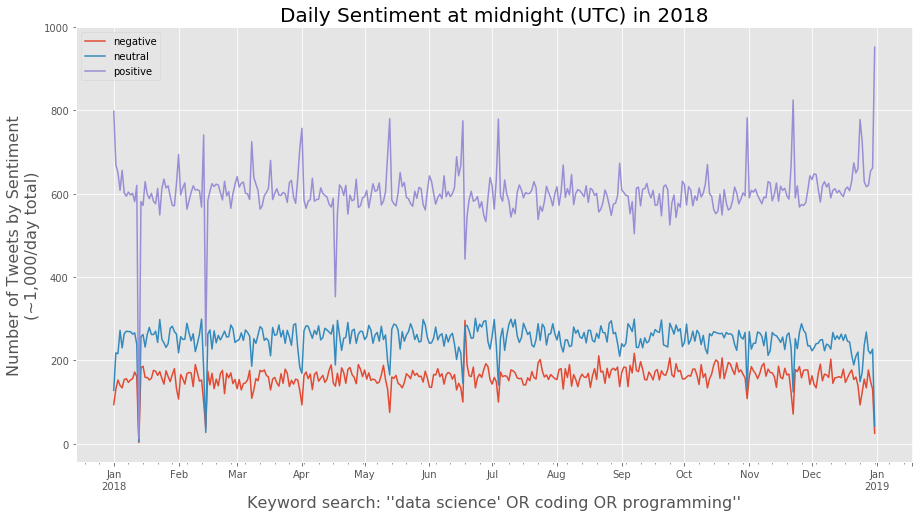 Daily Sentiment at midnight (UTC) in 2018
negative
neutral
positive
Number of Tweets by Sentiment
(~1,000/day total)
1000
800
600
400
200
0
Jan
2018
Feb
Mar
Apr
May
Jun
Jul
Aug
Sep
Oct
Nov
Dec
Jan
2019
Keyword search: ''data science' OR coding OR programming''